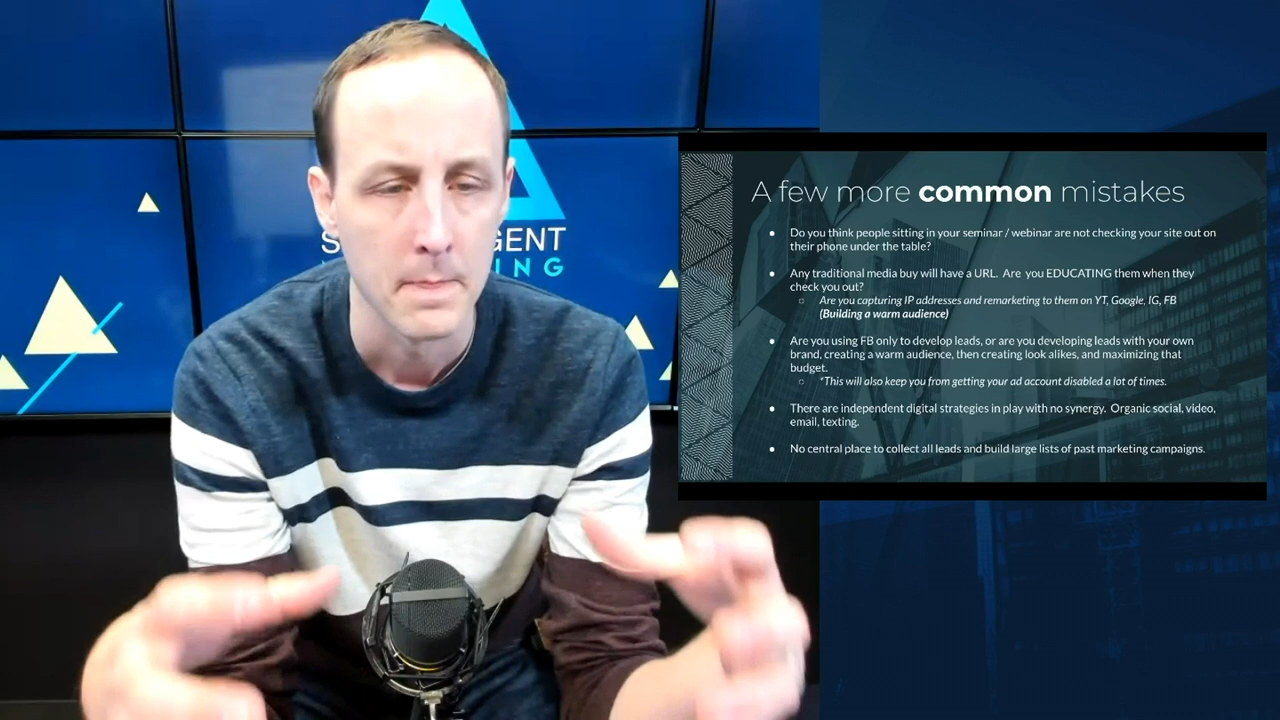 GENT
ING
A few more common mistakes
● Do you think people sitting in your seminar / webinar are not checking your site out on
their phone under the table?
● Any traditional media buy will have a URL. Are you EDUCATING them when they
check you out?
○ Are you capturing IP addresses and remarketing to them on YT, Google, IG, FB
(Building a warm audience)
● Are you using FB only to develop leads, or are you developing leads with your own
brand, creating a warm audience, then creating look alikes, and maximizing that
budget.
○ *This will also keep you from getting your ad account disabled a lot of times.
● There are independent digital strategies in play with no synergy. Organic social, video,
email, texting.
● No central place to collect all leads and build large lists of past marketing campaigns.